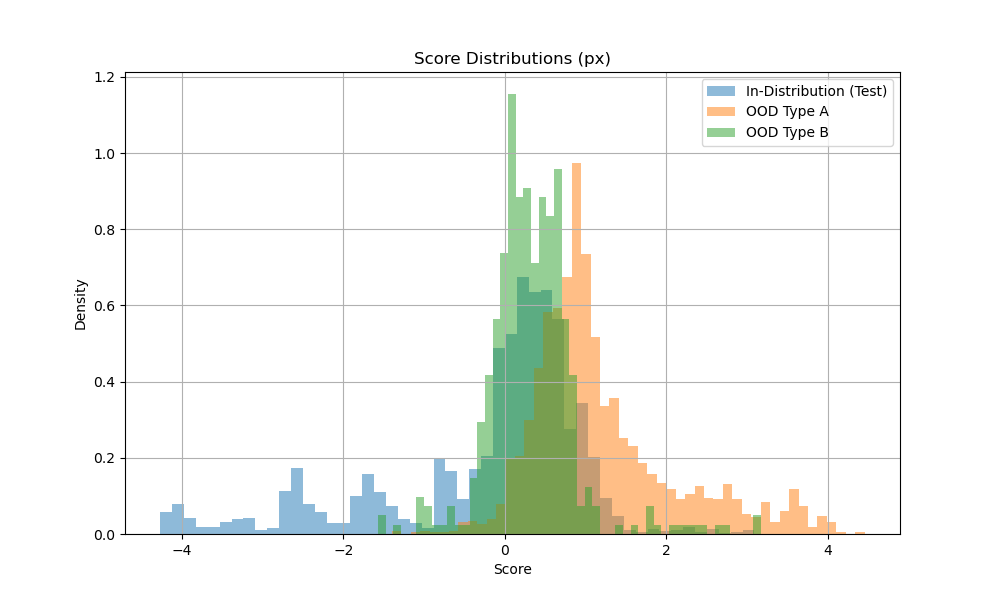 Score Distributions (px)
In-Distribution (Test)
OOD Type A
OOD Type B
Density
1.2
1.0
0.8
0.6
0.4
0.2
0.0
−4
−2
0
2
4
Score